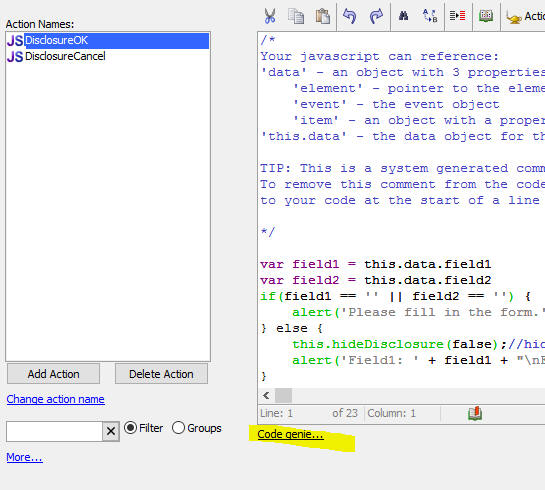 Action Names:
JS DisclosureOK
JS DisclosureCancel
Add Action
Delete Action
Change action name
Filter
Groups
More...
Actio
/*
Your javascript can reference:
'data' - an object with 3 properties
'element' - pointer to the eleme
'event' - the event object
'item' - an object with a proper
'this.data' - the data object for th
TIP: This is a system generated comm
To remove this comment from the code
to your code at the start of a line
*/
var field1 = this.data.field1
var field2 = this.data.field2
if(field1 == '' || field2 == '') {
alert('Please fill in the form.'
} else {
this.hideDisclosure(false);//hid
alert('Field1: ' + field1 + "\nF
}
Line: 1 of 23 Column: 1
Code genie...